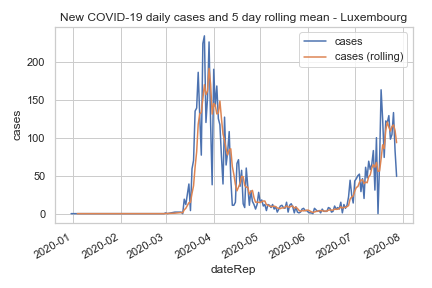 New COVID-19 daily cases and 5 day rolling mean - Luxembourg
cases
cases (rolling)
200
150
100
50
0
cases
2020-01
2020-02
2020-03
2020-04
2020-05
2020-06
2020-07
2020-08
dateRep